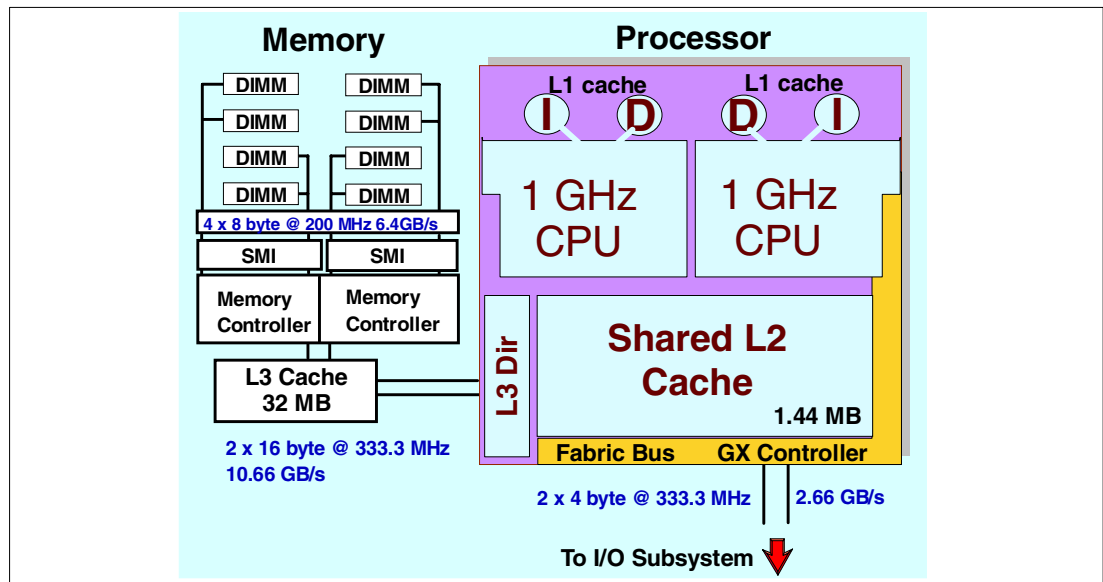 Memory
Processor
DIMM
DIMM
DIMM
DIMM
DIMM
DIMM
DIMM
DIMM
4 x 8 byte @ 200 MHz 6.4GB/s
SMI
SMI
Memory
Controller
Memory
Controller
L3 Cache
32 MB
2 x 16 byte @ 333.3 MHz
10.66 GB/s
L1 cache
L1 cache
I
D
D
I
1 GHz
CPU
1 GHz
CPU
L3 Dir
Shared L2
Cache
1.44 MB
Fabric Bus
GX Controller
2 x 4 byte @ 333.3 MHz
2.66 GB/s
To I/O Subsystem